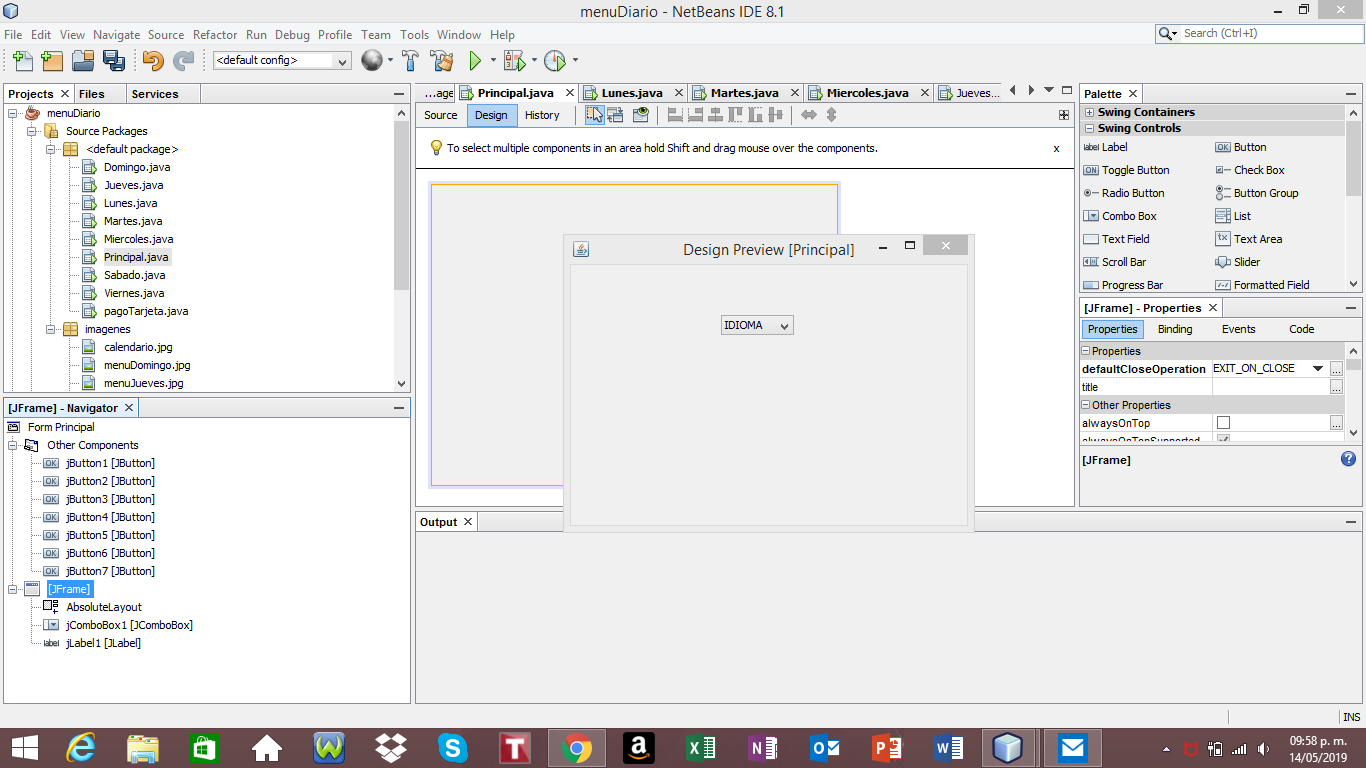 menuDiario - NetBeans IDE 8.1
File Edit View Navigate Source Refactor Run Debug Profile Team Tools Window Help
Search (Ctrl+I)
<default config>
Projects Files Services
menuDiario
Source Packages
<default package>
Domingo.java
Jueves.java
Lunes.java
Martes.java
Miercoles.java
Principal.java
Sabado.java
Viernes.java
pagoTarjeta.java
imagenes
calendario.jpg
menuDomingo.jpg
menuJueves.jpg
[JFrame] - Navigator
Form Principal
Other Components
jButton1 [JButton]
jButton2 [JButton]
jButton3 [JButton]
jButton4 [JButton]
jButton5 [JButton]
jButton6 [JButton]
jButton7 [JButton]
[JFrame]
AbsoluteLayout
jComboBox1 [JComboBox]
jLabel1 [JLabel]
...age Principal.java Lunes.java Martes.java Miercoles.java Jueves...
Source Design History
To select multiple components in an area hold Shift and drag mouse over the components. x
Design Preview [Principal]
IDIOMA
Output
Palette
Swing Containers
Swing Controls
label Label OK Button
ON Toggle Button Check Box
Radio Button Button Group
Combo Box List
Text Field Text Area
Scroll Bar Slider
Progress Bar Formatted Field
[JFrame] - Properties
Properties Binding Events Code
Properties
defaultCloseOperation EXIT_ON_CLOSE ...
title ...
Other Properties
alwaysOnTop ...
alwaysOnTopSupported
[JFrame]
INS
09:58 p. m.
14/05/2019